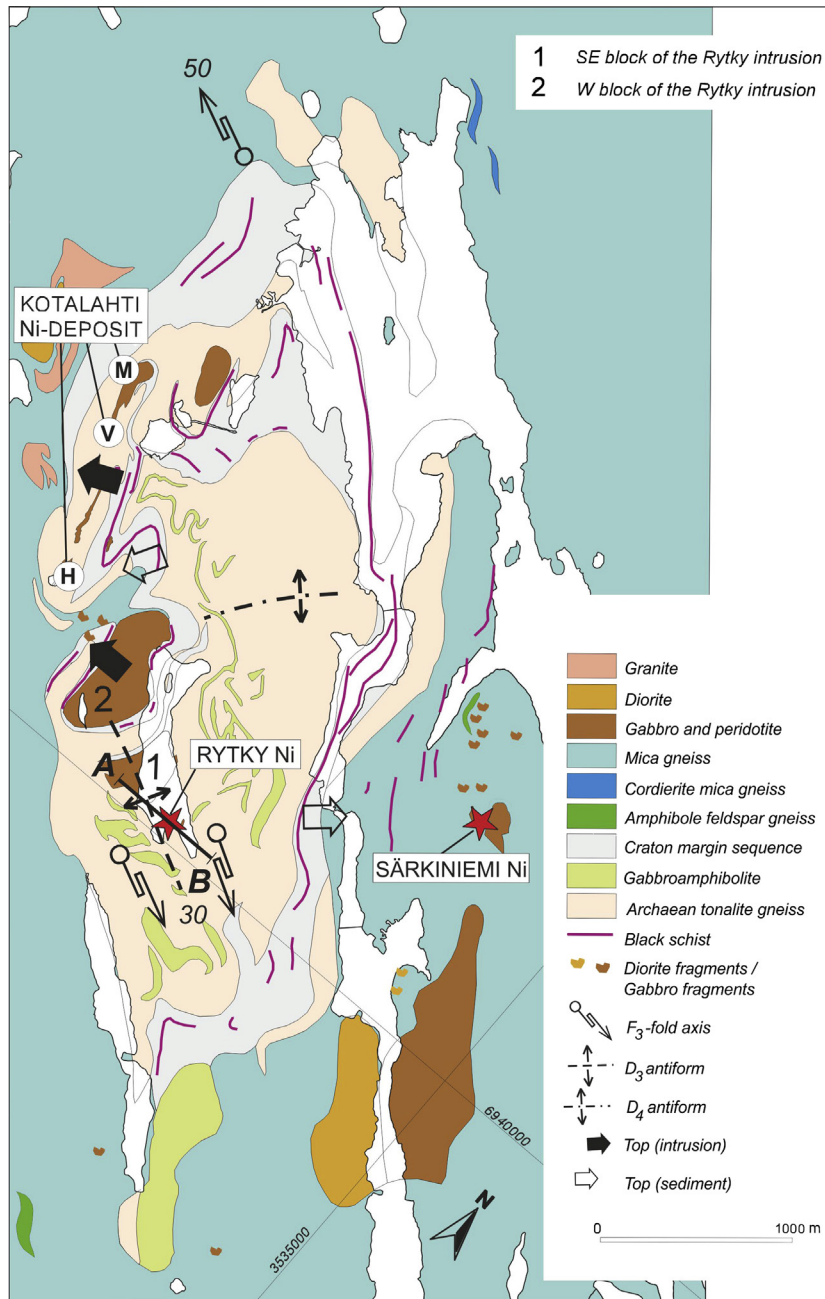 1 SE block of the Rytky intrusion
2 W block of the Rytky intrusion
50
KOTALAHTI
Ni-DEPOSIT
M
V
H
2
A
1
RYTKY Ni
SÄRKINIEMI Ni
B
30
6940000
3535000
N
Granite
Diorite
Gabbro and peridotite
Mica gneiss
Cordierite mica gneiss
Amphibole feldspar gneiss
Craton margin sequence
Gabbroamphibolite
Archaean tonalite gneiss
Black schist
Diorite fragments /
Gabbro fragments
F3-fold axis
D3 antiform
D4 antiform
Top (intrusion)
Top (sediment)
0 1000 m